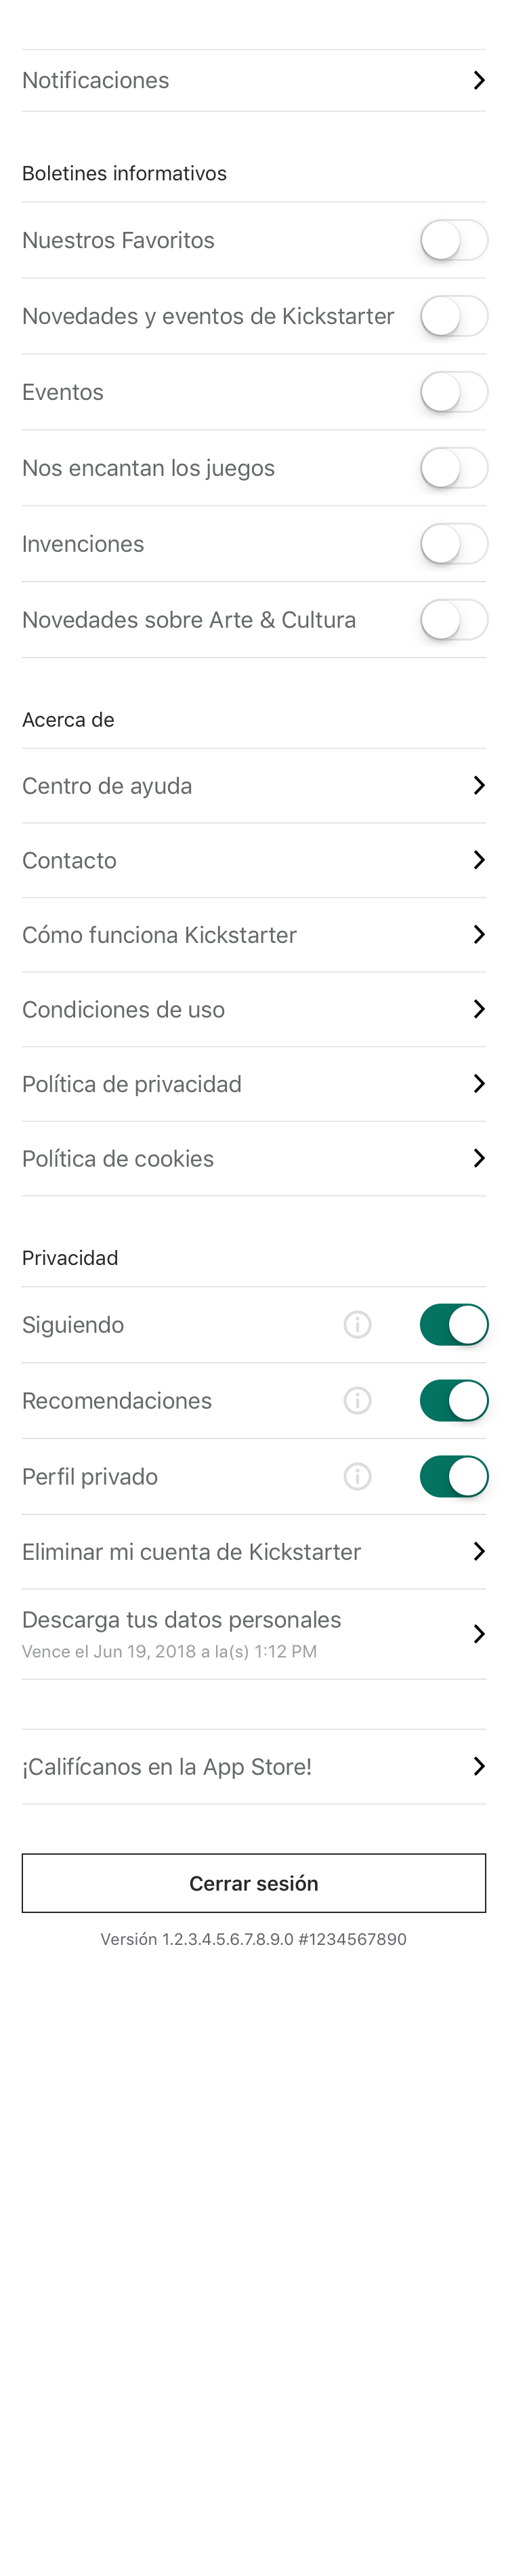 Notificaciones
Boletines informativos
Nuestros Favoritos
Novedades y eventos de Kickstarter
Eventos
Nos encantan los juegos
Invenciones
Novedades sobre Arte & Cultura
Acerca de
Centro de ayuda
Contacto
Cómo funciona Kickstarter
Condiciones de uso
Política de privacidad
Política de cookies
Privacidad
Siguiendo
Recomendaciones
Perfil privado
Eliminar mi cuenta de Kickstarter
Descarga tus datos personales
Vence el Jun 19, 2018 a la(s) 1:12 PM
¡Califícanos en la App Store!
Cerrar sesión
Versión 1.2.3.4.5.6.7.8.9.0 #1234567890